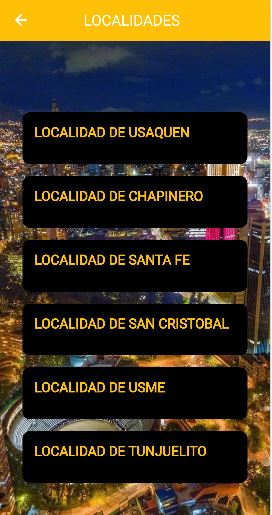 LOCALIDADES
LOCALIDAD DE USAQUEN
LOCALIDAD DE CHAPINERO
LOCALIDAD DE SANTA FE
LOCALIDAD DE SAN CRISTOBAL
LOCALIDAD DE USME
LOCALIDAD DE TUNJUELITO